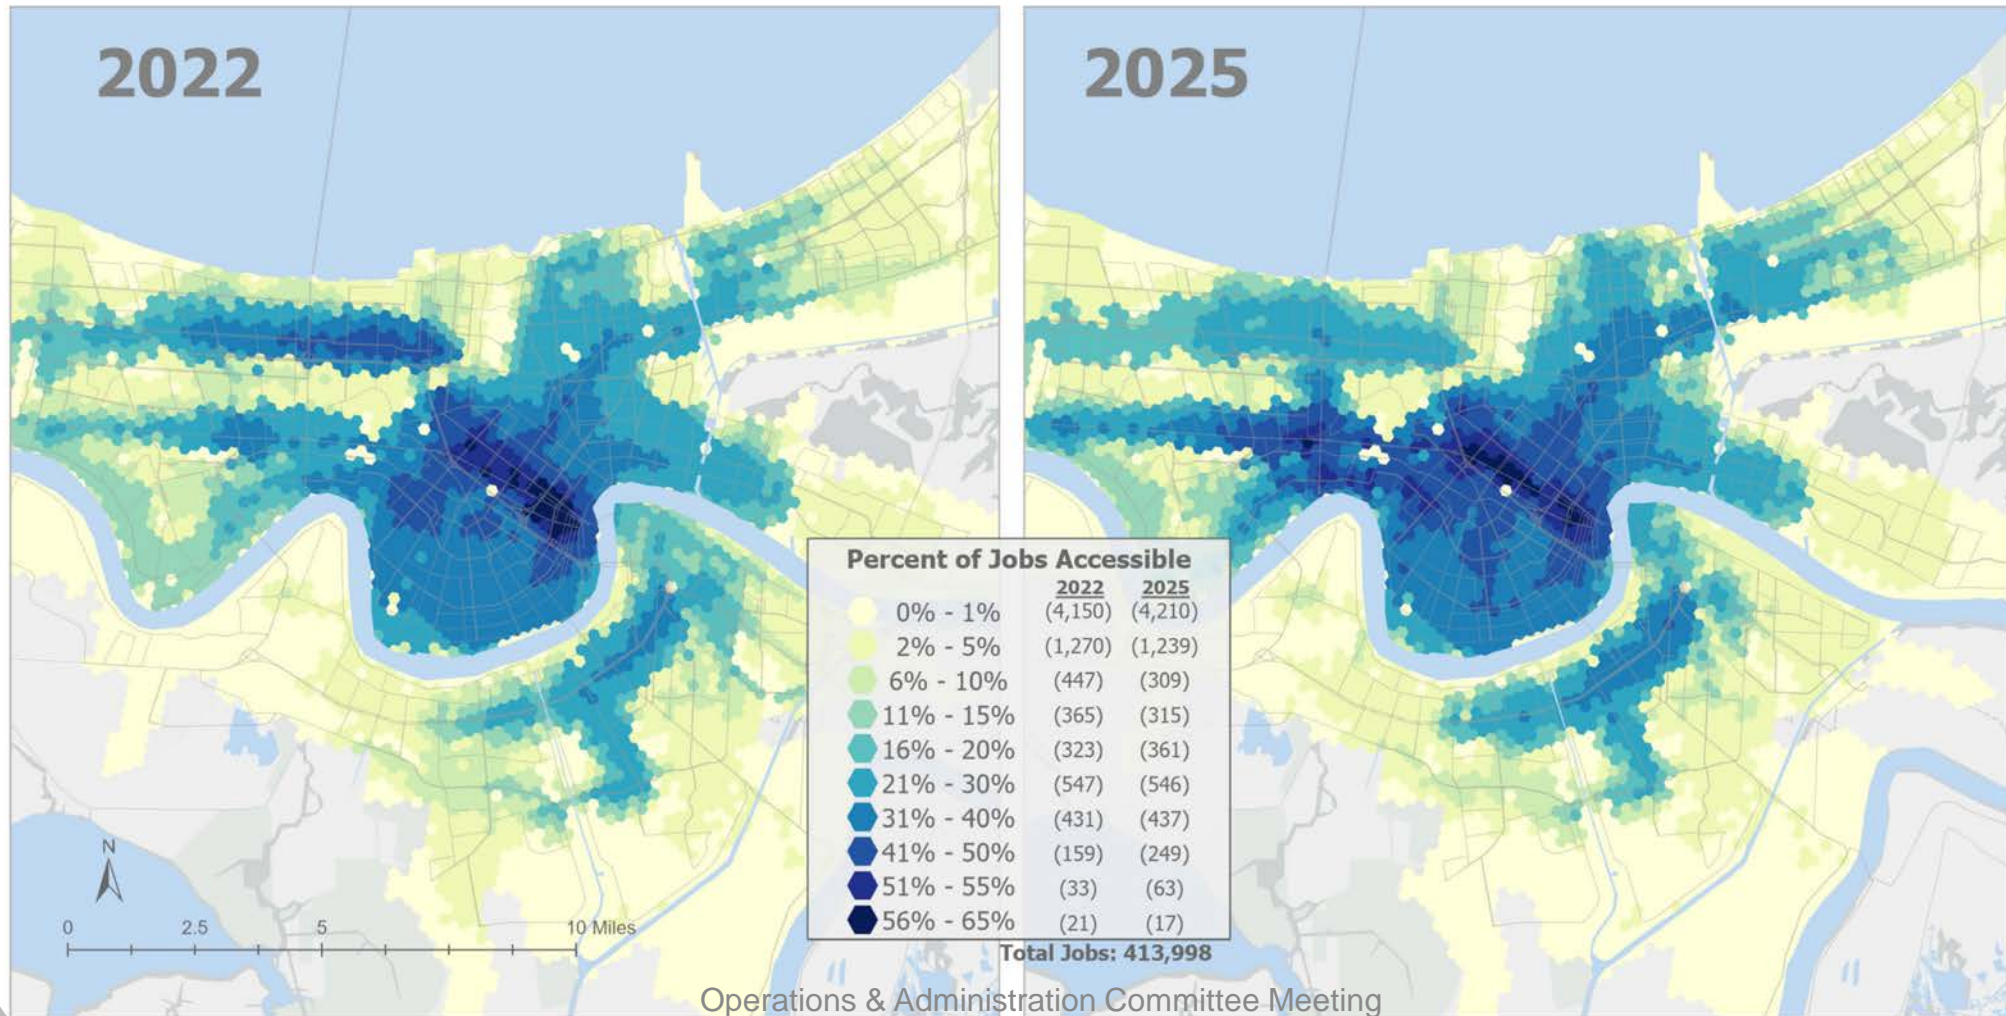 2022
2025
Percent of Jobs Accessible
2022 2025
0% - 1% (4,150) (4,210)
2% - 5% (1,270) (1,239)
6% - 10% (447) (309)
11% - 15% (365) (315)
16% - 20% (323) (361)
21% - 30% (547) (546)
31% - 40% (431) (437)
41% - 50% (159) (249)
51% - 55% (33) (63)
56% - 65% (21) (17)
Total Jobs: 413,998
N
0 2.5 5 10 Miles
Operations & Administration Committee Meeting